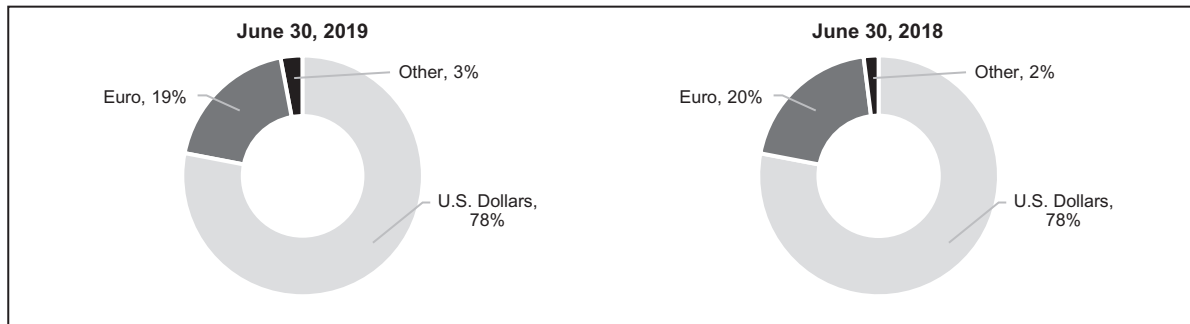 June 30, 2019
Other, 3%
Euro, 19%
U.S. Dollars,
78%
June 30, 2018
Other, 2%
Euro, 20%
U.S. Dollars,
78%